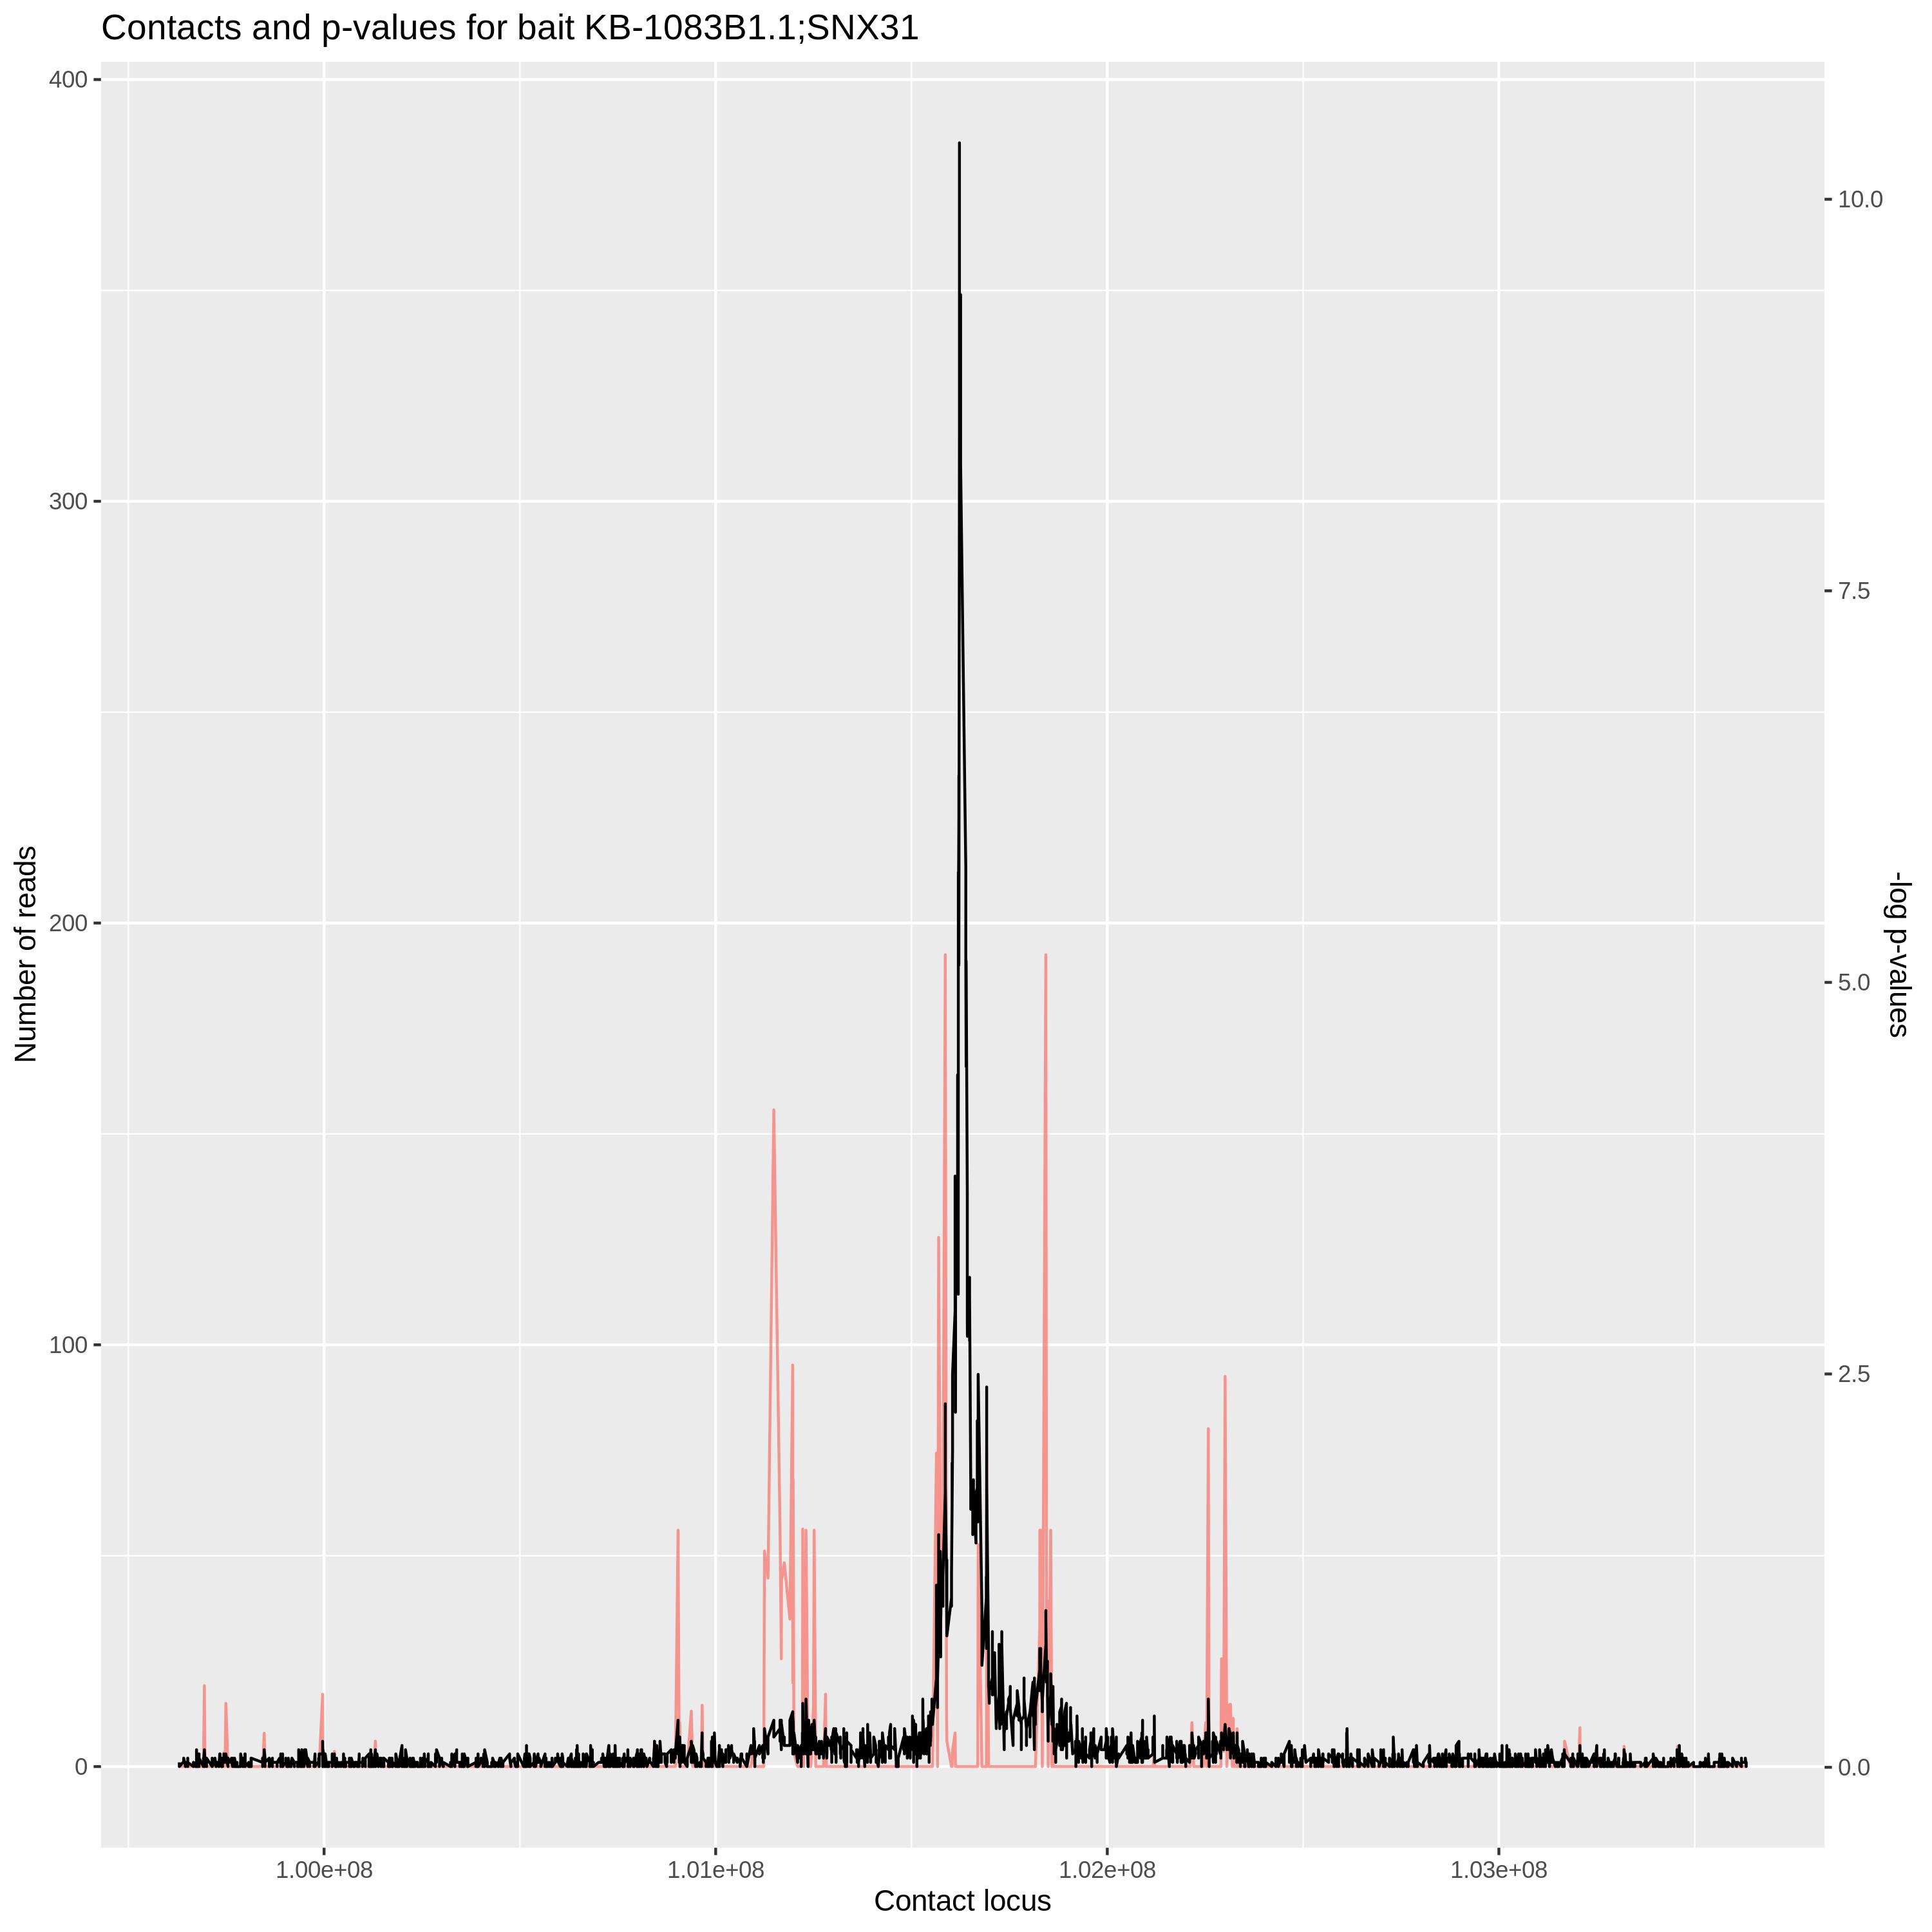 Contacts and p-values for bait KB-1083B1.1;SNX31
400
300
200
100
0
Number of reads
10.0
7.5
5.0
2.5
0.0
-log p-values
1.00e+08
1.01e+08
1.02e+08
1.03e+08
Contact locus